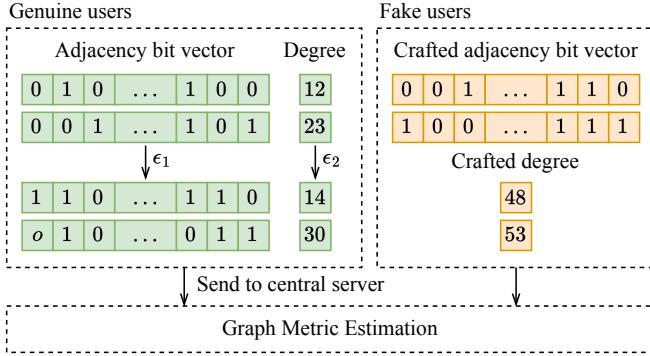 Genuine users
Adjacency bit vector Degree
0 1 0 ... 1 0 0 12
0 0 1 ... 1 0 1 23
ϵ1 ϵ2
1 1 0 ... 1 1 0 14
o 1 0 ... 0 1 1 30
Fake users
Crafted adjacency bit vector
0 0 1 ... 1 1 0
1 0 0 ... 1 1 1
Crafted degree
48
53
Send to central server
Graph Metric Estimation